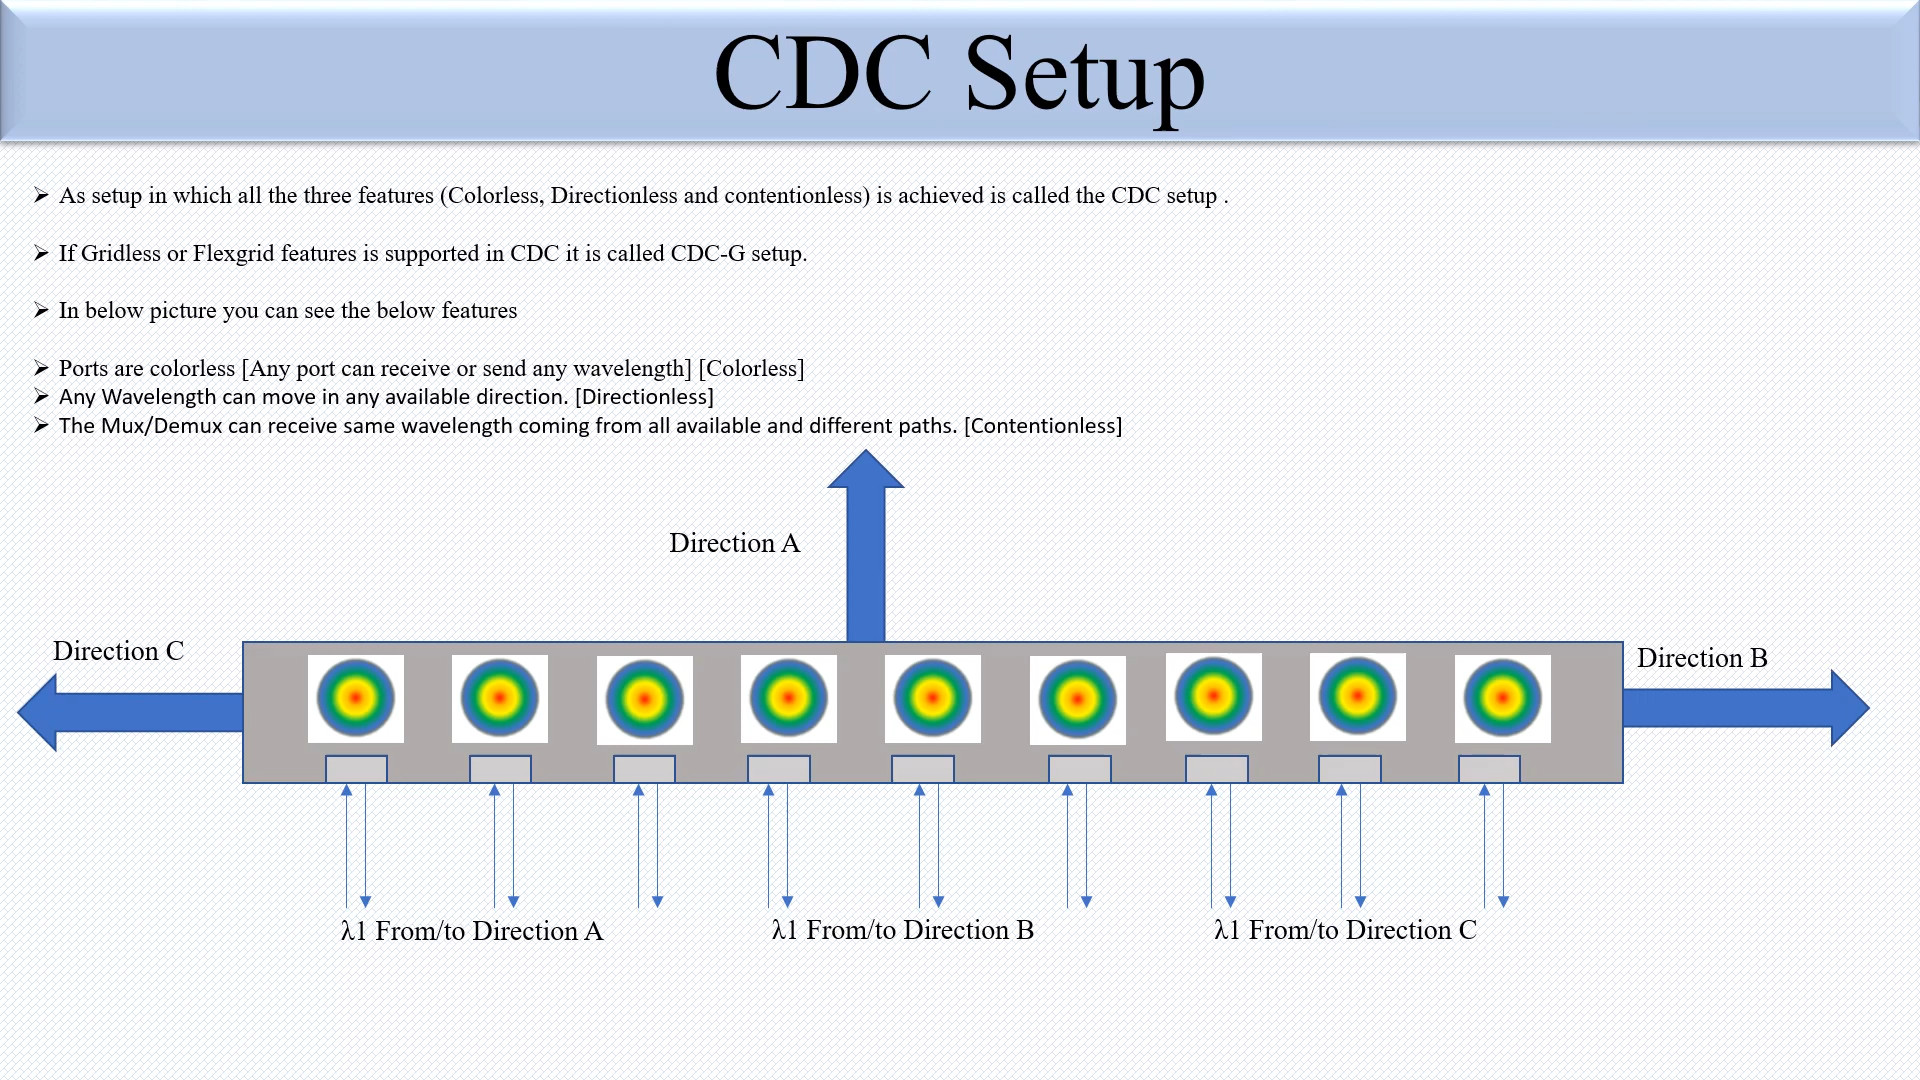 CDC Setup
As setup in which all the three features (Colorless, Directionless and contentionless) is achieved is called the CDC setup .
If Gridless or Flexgrid features is supported in CDC it is called CDC-G setup.
In below picture you can see the below features
Ports are colorless [Any port can receive or send any wavelength] [Colorless]
Any Wavelength can move in any available direction. [Directionless]
The Mux/Demux can receive same wavelength coming from all available and different paths. [Contentionless]
Direction A
Direction C
Direction B
λ1 From/to Direction A
λ1 From/to Direction B
λ1 From/to Direction C